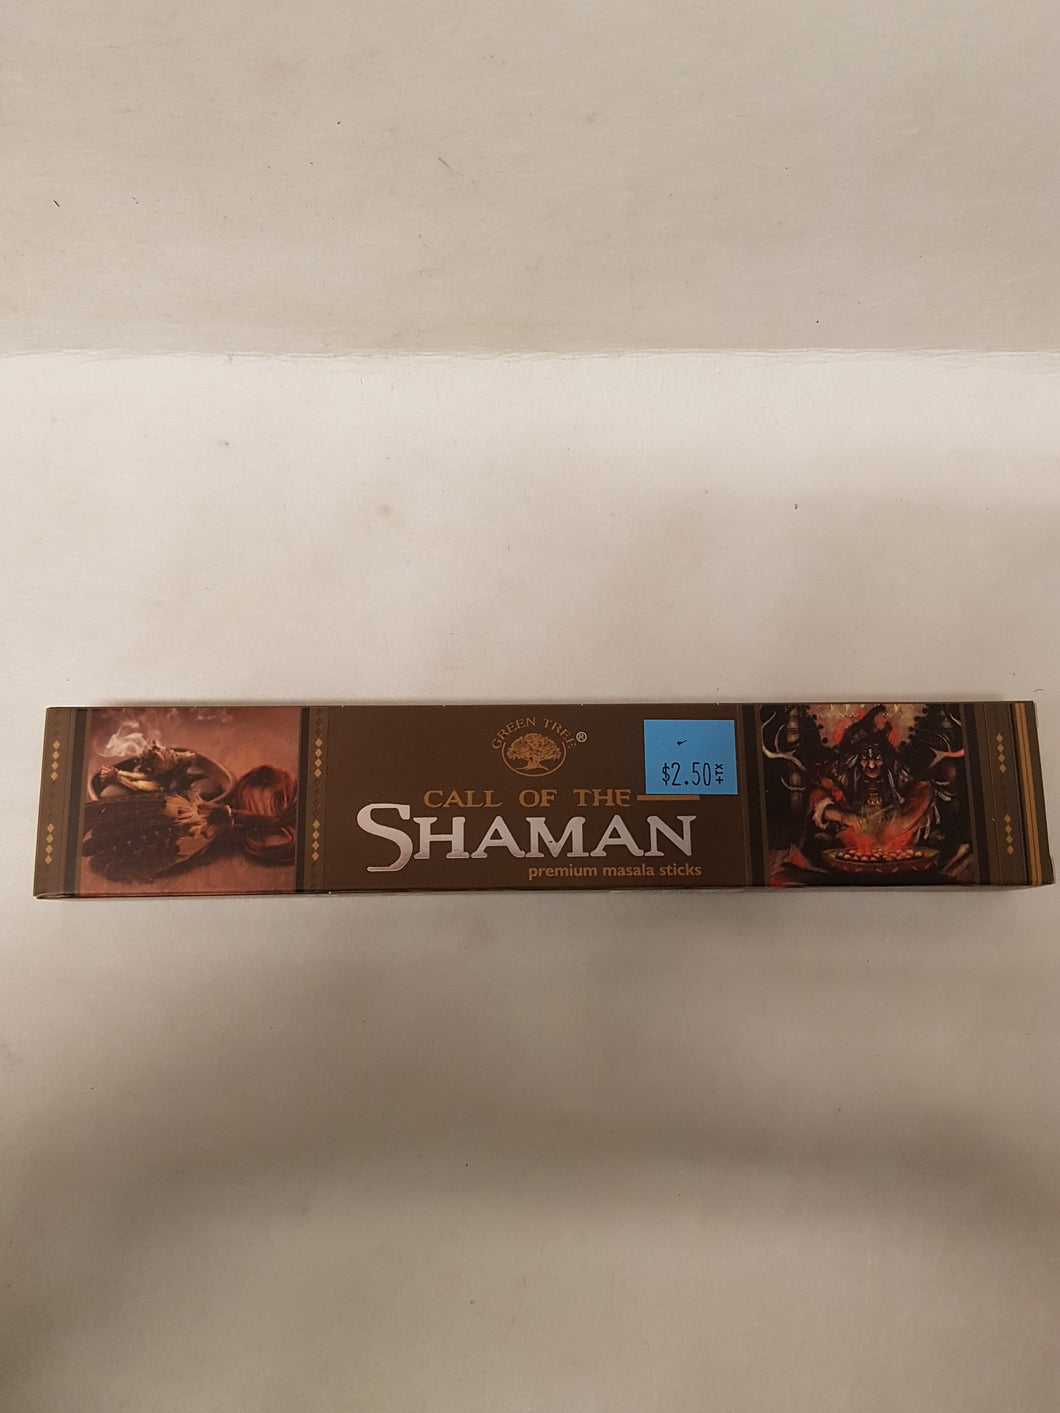 GREEN TREE®
CALL OF THE
SHAMAN
premium masala sticks
$2.50+TX